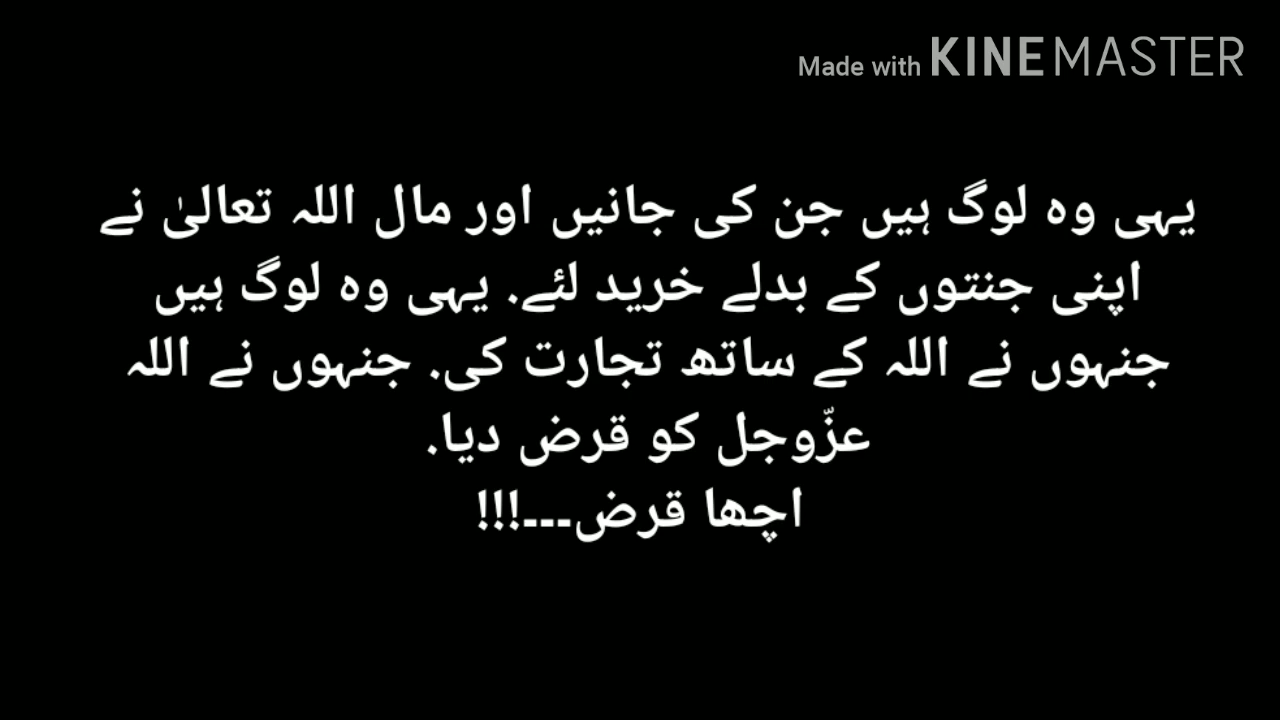 Made with KINEMASTER
یہی وہ لوگ ہیں جن کی جانیں اور مال اللہ تعالیٰ نے
اپنی جنتوں کے بدلے خرید لئے. یہی وہ لوگ ہیں
جنہوں نے اللہ کے ساتھ تجارت کی. جنہوں نے اللہ
عزّوجل کو قرض دیا.
اچھا قرض---!!!